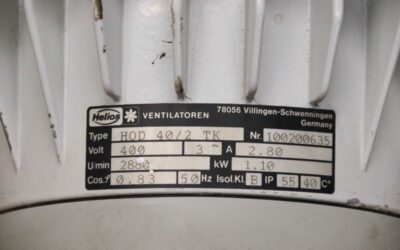 Helios VENTILATOREN 78056 Villingen-Schwenningen
Germany
Type HOD 40/2 TK Nr. 100200635
Volt 400 3~ A 2.80
U/min 2880 kW 1.10
Cos.φ 0.83 50 Hz Isol.Kl. B IP 55 40 C°